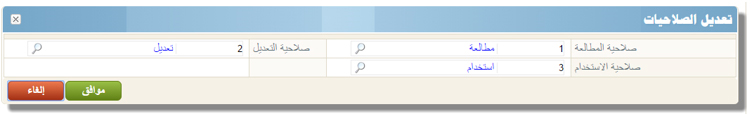 تعديل الصلاحيات
صلاحية المطالعة 1 مطالعة صلاحية التعديل 2 تعديل
صلاحية الاستخدام 3 استخدام
موافق إلغاء